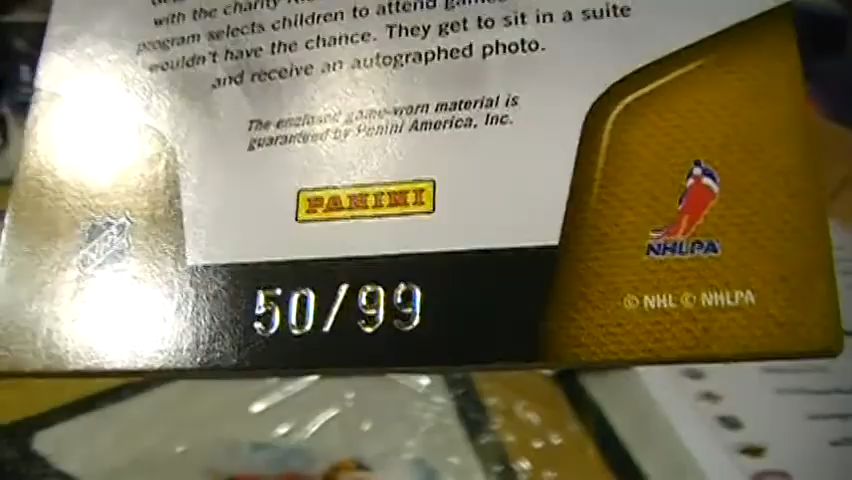 with the charity
program selects children to attend
wouldn't have the chance. They get to sit in a suite
and receive an autographed photo.
The enclosed game-worn material is
guaranteed by Panini America, Inc.
PANINI
50/99
NHLPA
© NHL © NHLPA